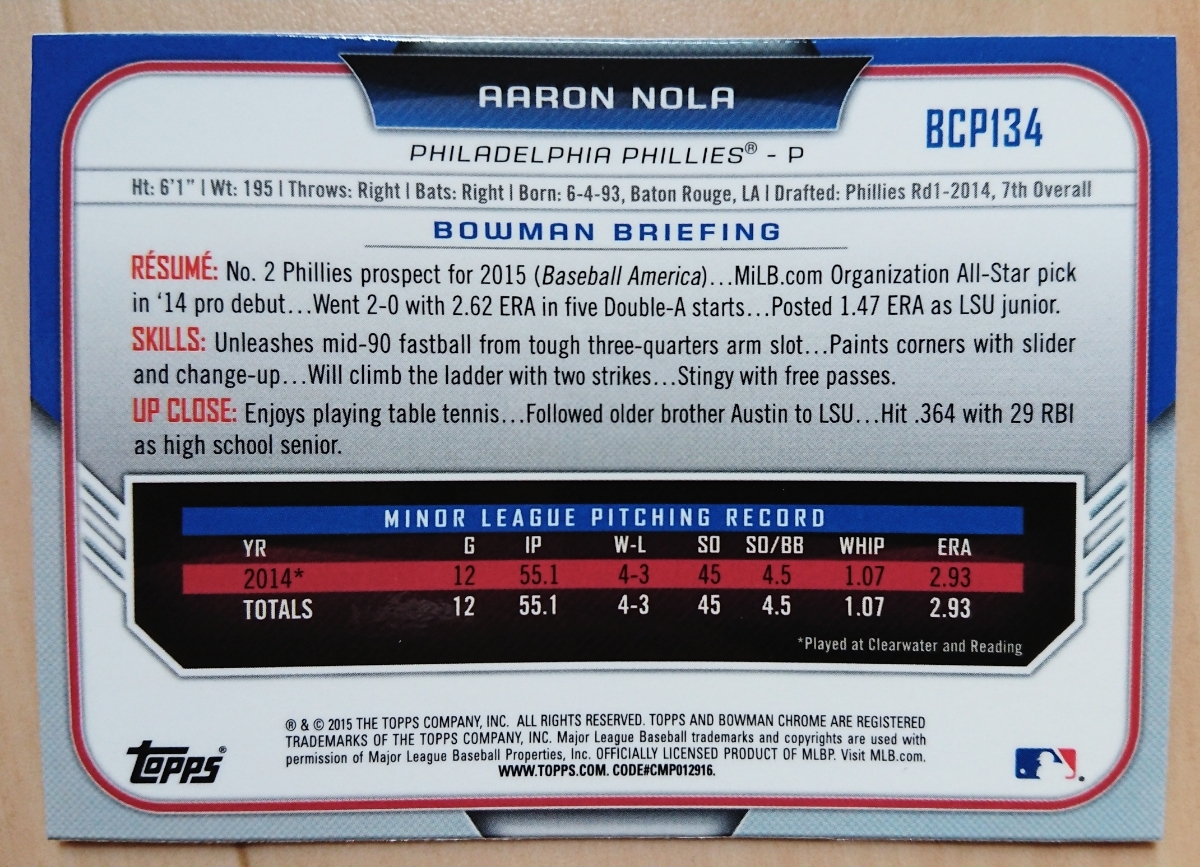 AARON NOLA
BCP134
PHILADELPHIA PHILLIES® - P
Ht: 6'1" | Wt: 195 | Throws: Right | Bats: Right | Born: 6-4-93, Baton Rouge, LA | Drafted: Phillies Rd1-2014, 7th Overall
BOWMAN BRIEFING
RÉSUMÉ: No. 2 Phillies prospect for 2015 (Baseball America)...MiLB.com Organization All-Star pick
in '14 pro debut...Went 2-0 with 2.62 ERA in five Double-A starts...Posted 1.47 ERA as LSU junior.
SKILLS: Unleashes mid-90 fastball from tough three-quarters arm slot...Paints corners with slider
and change-up...Will climb the ladder with two strikes...Stingy with free passes.
UP CLOSE: Enjoys playing table tennis...Followed older brother Austin to LSU...Hit .364 with 29 RBI
as high school senior.
MINOR LEAGUE PITCHING RECORD
YR G IP W-L SO SO/BB WHIP ERA
2014* 12 55.1 4-3 45 4.5 1.07 2.93
TOTALS 12 55.1 4-3 45 4.5 1.07 2.93
*Played at Clearwater and Reading
® & © 2015 THE TOPPS COMPANY, INC. ALL RIGHTS RESERVED. TOPPS AND BOWMAN CHROME ARE REGISTERED
TRADEMARKS OF THE TOPPS COMPANY, INC. Major League Baseball trademarks and copyrights are used with
permission of Major League Baseball Properties, Inc. OFFICIALLY LICENSED PRODUCT OF MLBP. Visit MLB.com.
WWW.TOPPS.COM. CODE#CMP012916.
Topps®